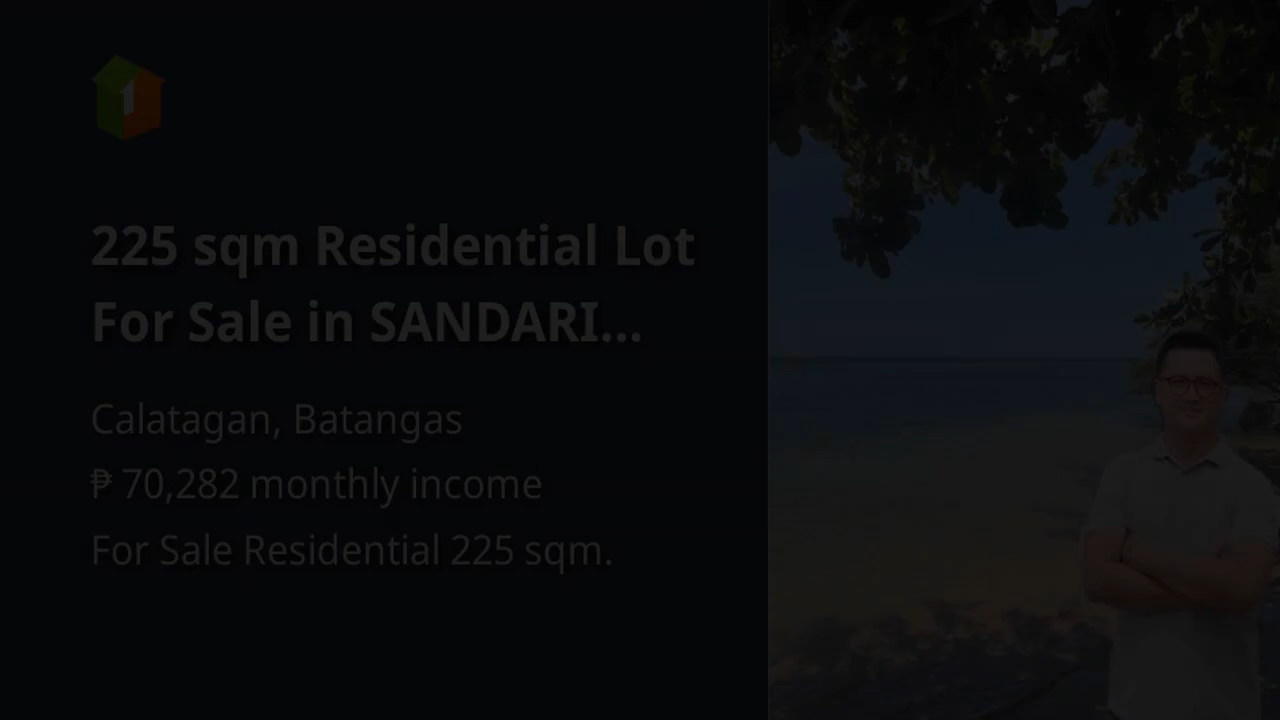 225 sqm Residential Lot
For Sale in SANDARI...
Calatagan, Batangas
₱ 70,282 monthly income
For Sale Residential 225 sqm.